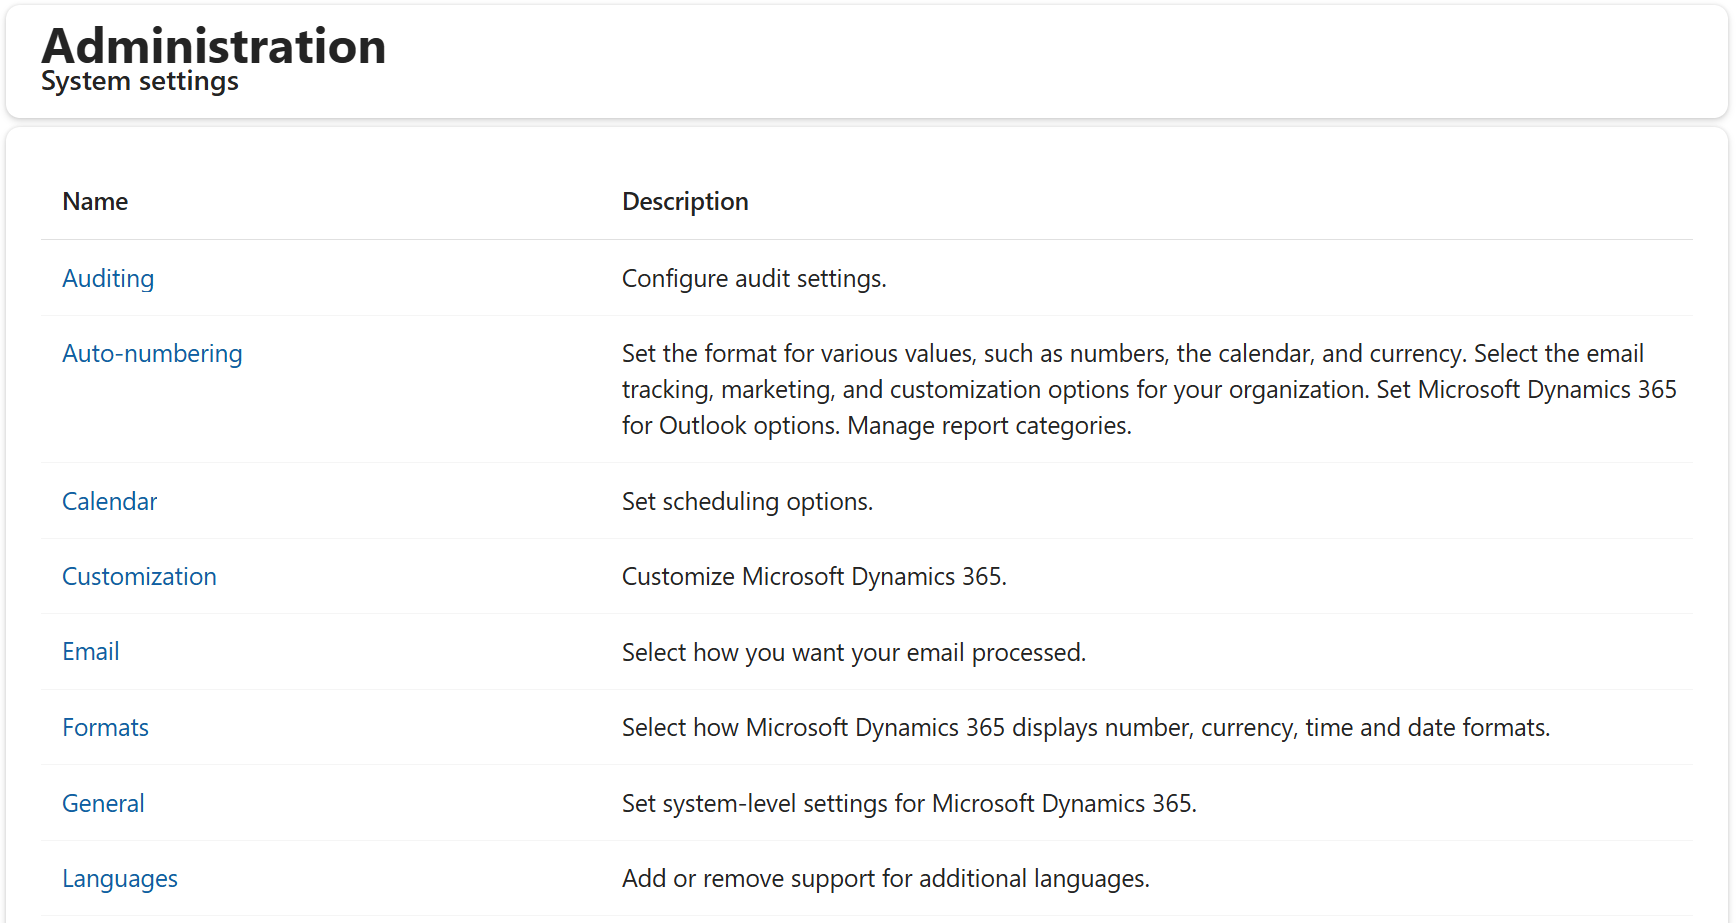 Administration
System settings
Name Description
Auditing Configure audit settings.
Auto-numbering Set the format for various values, such as numbers, the calendar, and currency. Select the email
tracking, marketing, and customization options for your organization. Set Microsoft Dynamics 365
for Outlook options. Manage report categories.
Calendar Set scheduling options.
Customization Customize Microsoft Dynamics 365.
Email Select how you want your email processed.
Formats Select how Microsoft Dynamics 365 displays number, currency, time and date formats.
General Set system-level settings for Microsoft Dynamics 365.
Languages Add or remove support for additional languages.